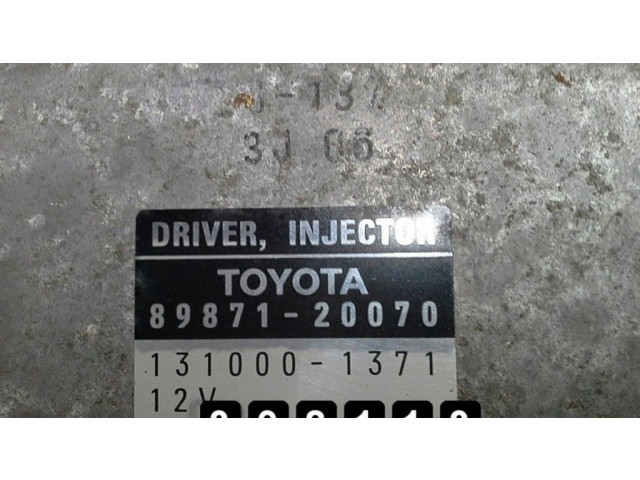 3J 06
DRIVER, INJECTOR
TOYOTA
89871-20070
131000-1371
12V